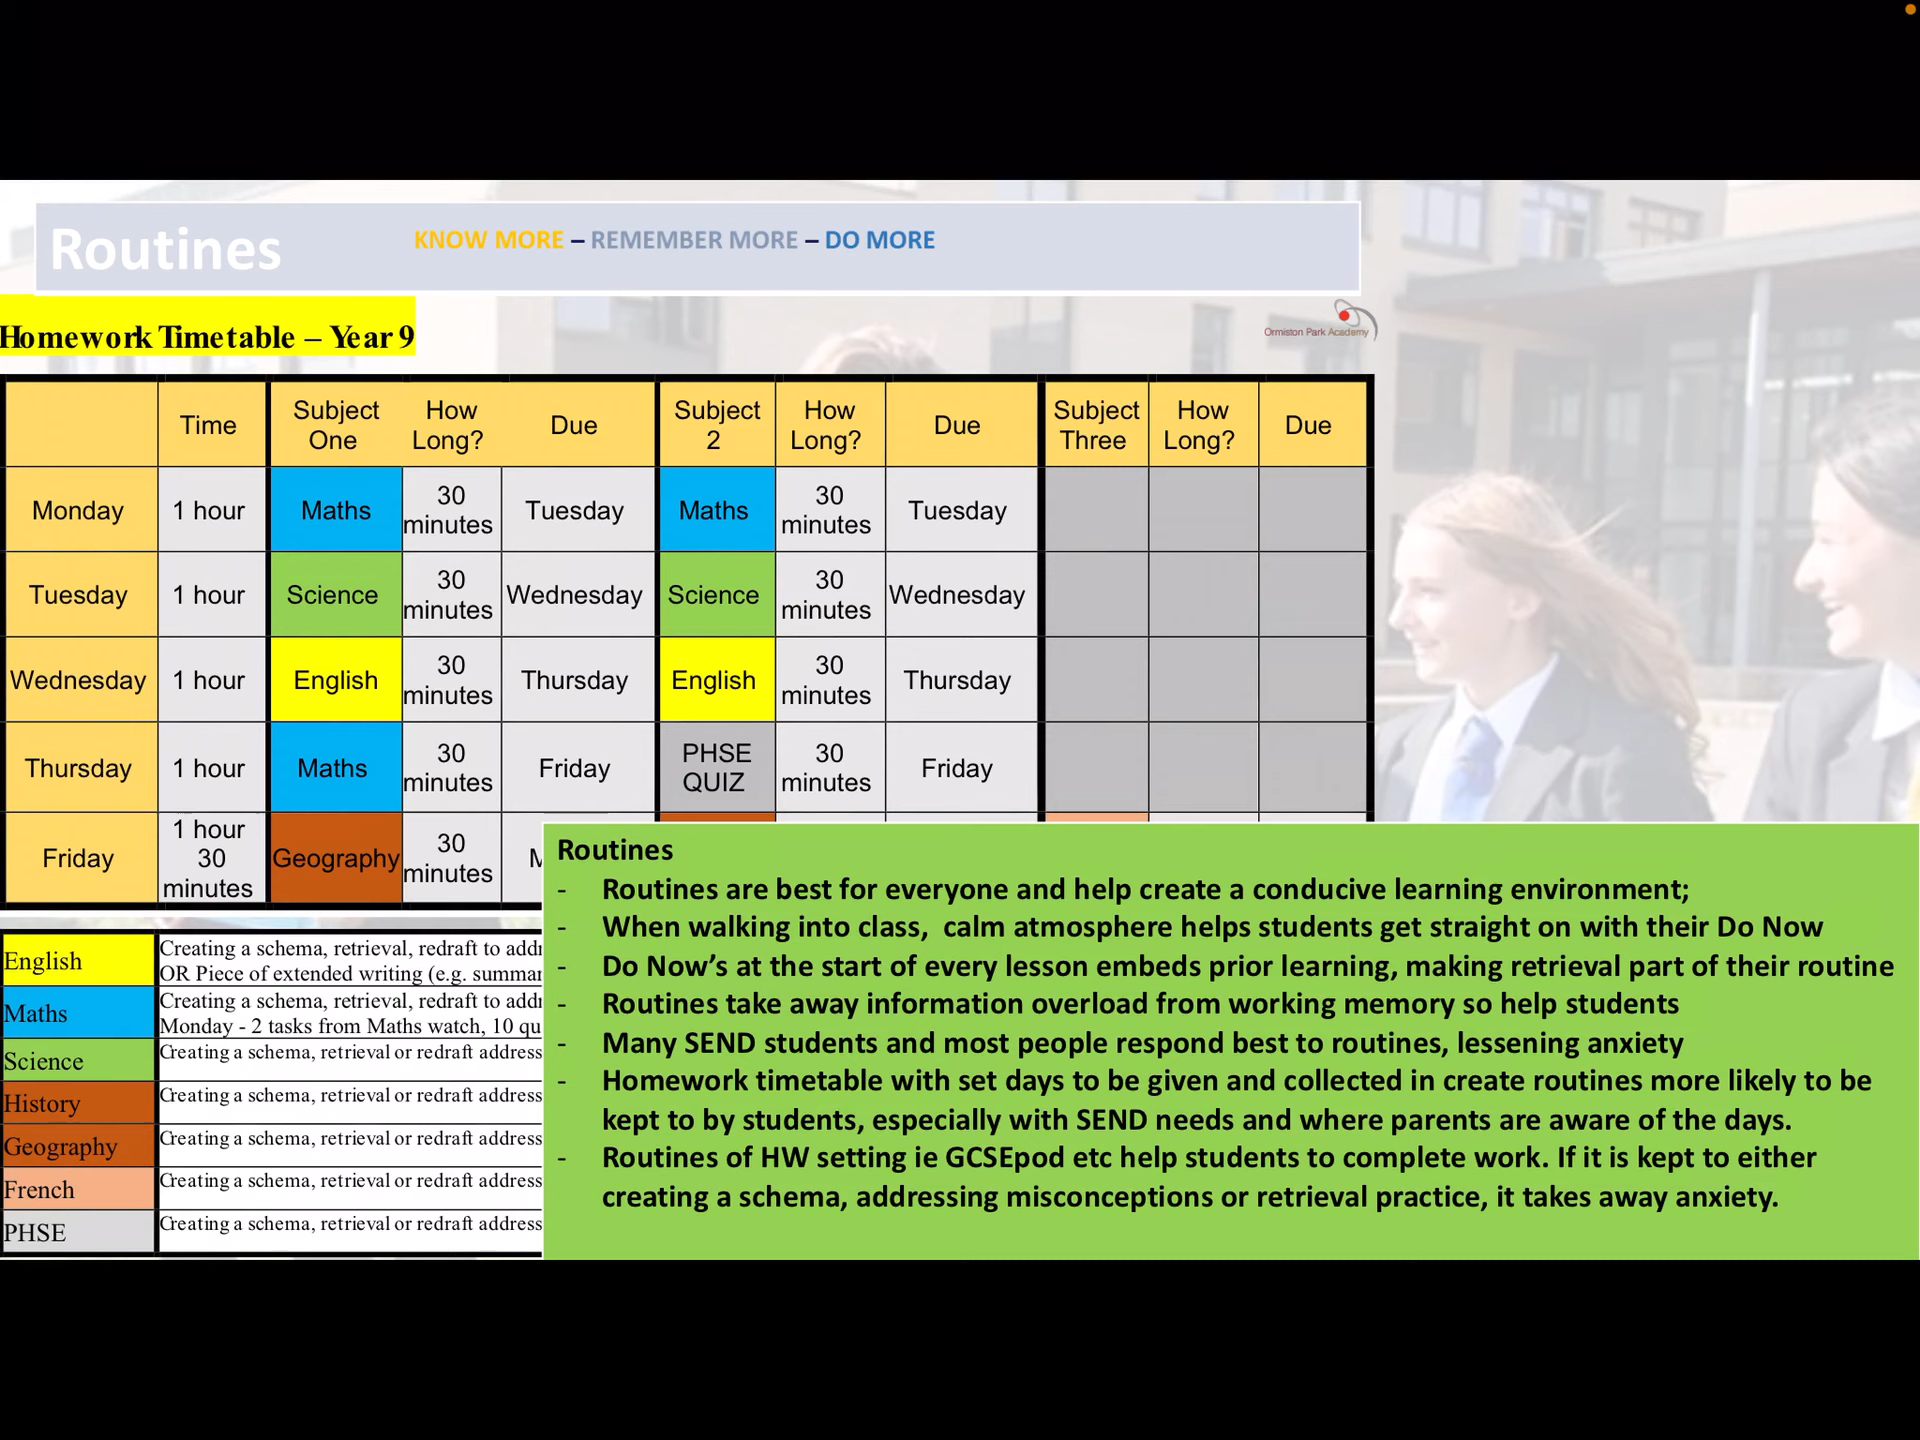 Routines
KNOW MORE – REMEMBER MORE – DO MORE
Homework Timetable – Year 9
Ormiston Park Academy
Time
Subject One
How Long?
Due
Subject 2
How Long?
Due
Subject Three
How Long?
Due
Monday
1 hour
Maths
30 minutes
Tuesday
Maths
30 minutes
Tuesday
Tuesday
1 hour
Science
30 minutes
Wednesday
Science
30 minutes
Wednesday
Wednesday
1 hour
English
30 minutes
Thursday
English
30 minutes
Thursday
Thursday
1 hour
Maths
30 minutes
Friday
PHSE QUIZ
30 minutes
Friday
Friday
1 hour 30 minutes
Geography
30 minutes
English
Creating a schema, retrieval, redraft to addr
OR Piece of extended writing (e.g. summar
Maths
Creating a schema, retrieval, redraft to addr
Monday - 2 tasks from Maths watch, 10 qu
Science
Creating a schema, retrieval or redraft address
History
Creating a schema, retrieval or redraft address
Geography
Creating a schema, retrieval or redraft address
French
Creating a schema, retrieval or redraft address
PHSE
Creating a schema, retrieval or redraft address
Routines
- Routines are best for everyone and help create a conducive learning environment;
- When walking into class,  calm atmosphere helps students get straight on with their Do Now
- Do Now’s at the start of every lesson embeds prior learning, making retrieval part of their routine
- Routines take away information overload from working memory so help students
- Many SEND students and most people respond best to routines, lessening anxiety
- Homework timetable with set days to be given and collected in create routines more likely to be
kept to by students, especially with SEND needs and where parents are aware of the days.
- Routines of HW setting ie GCSEpod etc help students to complete work. If it is kept to either
creating a schema, addressing misconceptions or retrieval practice, it takes away anxiety.